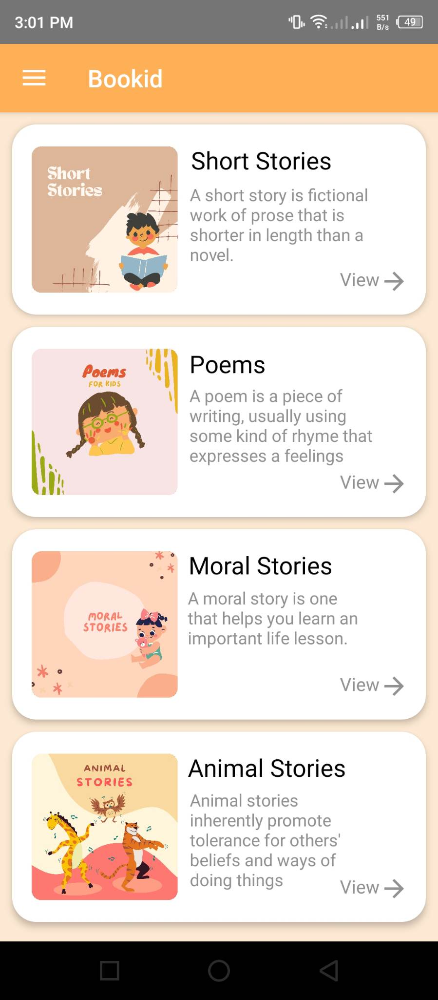 3:01 PM
551
B/s
49
Bookid
Short
Stories
Short Stories
A short story is fictional
work of prose that is
shorter in length than a
novel.
View
Poems
FOR KIDS
Poems
A poem is a piece of
writing, usually using
some kind of rhyme that
expresses a feelings
View
MORAL
STORIES
Moral Stories
A moral story is one
that helps you learn an
important life lesson.
View
ANIMAL
STORIES
Animal Stories
Animal stories
inherently promote
tolerance for others'
beliefs and ways of
doing things
View